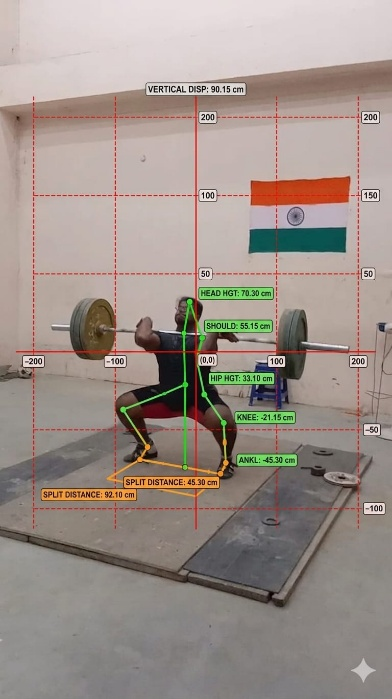 VERTICAL DISP: 90.15 cm
200
200
100
150
50
50
HEAD HGT: 70.30 cm
SHOULD: 55.15 cm
–200
–100
(0,0)
100
200
HIP HGT: 33.10 cm
KNEE: -21.15 cm
–50
–50
ANKL: -45.30 cm
SPLIT DISTANCE: 45.30 cm
SPLIT DISTANCE: 92.10 cm
–100